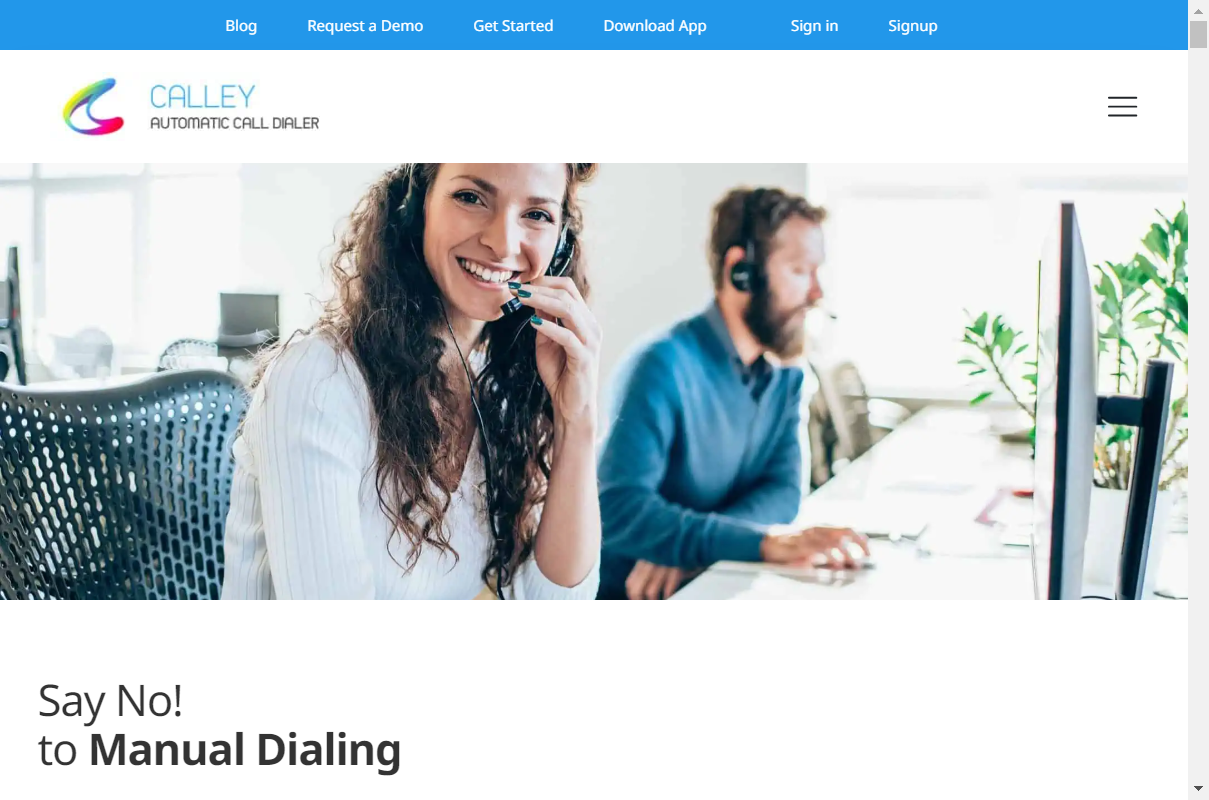 Blog Request a Demo Get Started Download App Sign in Signup
CALLEY
AUTOMATIC CALL DIALER
Say No!
to Manual Dialing